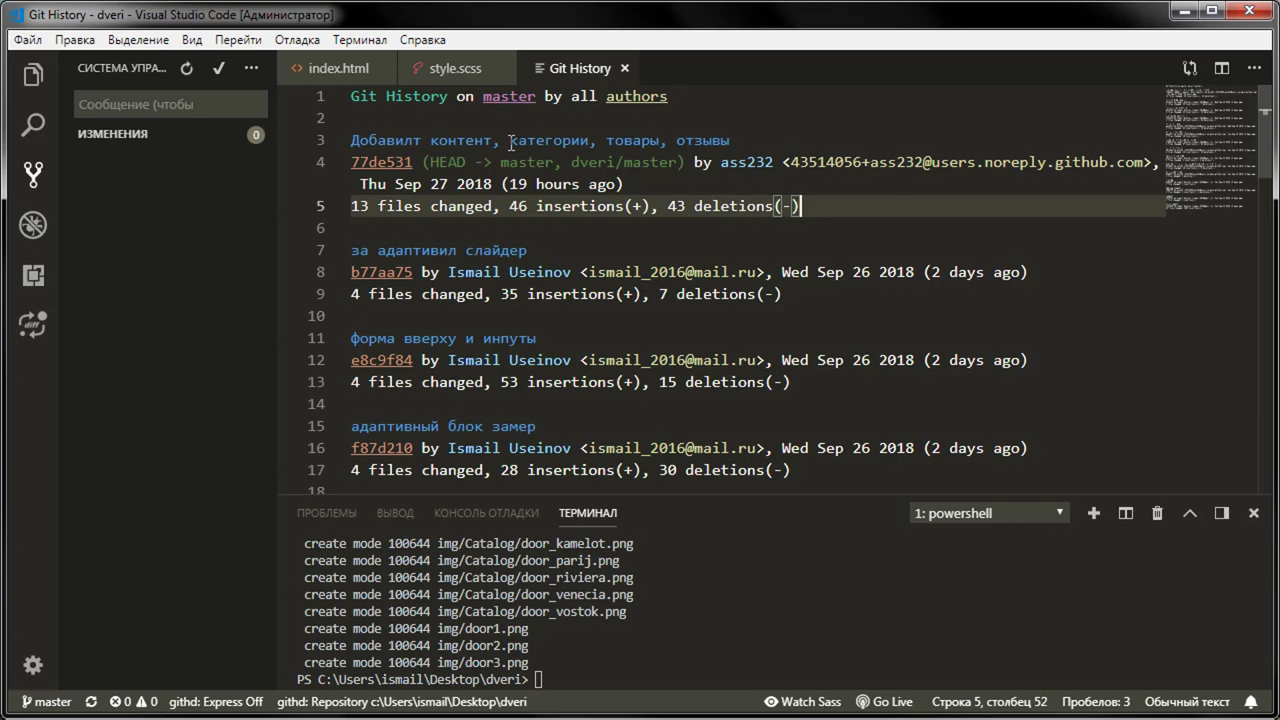 Git History - dveri - Visual Studio Code [Администратор]
Файл Правка Выделение Вид Перейти Отладка Терминал Справка
СИСТЕМА УПРА...
index.html style.scss Git History
Сообщение (чтобы
ИЗМЕНЕНИЯ 0
1 Git History on master by all authors
2
3 Добавилт контент, категории, товары, отзывы
4 77de531 (HEAD -> master, dveri/master) by ass232 <43514056+ass232@users.noreply.github.com>,
Thu Sep 27 2018 (19 hours ago)
5 13 files changed, 46 insertions(+), 43 deletions(-)
6
7 за адаптивил слайдер
8 b77aa75 by Ismail Useinov <ismail_2016@mail.ru>, Wed Sep 26 2018 (2 days ago)
9 4 files changed, 35 insertions(+), 7 deletions(-)
10
11 форма вверху и инпуты
12 e8c9f84 by Ismail Useinov <ismail_2016@mail.ru>, Wed Sep 26 2018 (2 days ago)
13 4 files changed, 53 insertions(+), 15 deletions(-)
14
15 адаптивный блок замер
16 f87d210 by Ismail Useinov <ismail_2016@mail.ru>, Wed Sep 26 2018 (2 days ago)
17 4 files changed, 28 insertions(+), 30 deletions(-)
18
diff
ПРОБЛЕМЫ ВЫВОД КОНСОЛЬ ОТЛАДКИ ТЕРМИНАЛ 1: powershell
create mode 100644 img/Catalog/door_kamelot.png
create mode 100644 img/Catalog/door_parij.png
create mode 100644 img/Catalog/door_riviera.png
create mode 100644 img/Catalog/door_venecia.png
create mode 100644 img/Catalog/door_vostok.png
create mode 100644 img/door1.png
create mode 100644 img/door2.png
create mode 100644 img/door3.png
PS C:\Users\ismail\Desktop\dveri>
master 0 0 githd: Express Off githd: Repository c:\Users\ismail\Desktop\dveri Watch Sass Go Live Строка 5, столбец 52 Пробелов: 3 Обычный текст